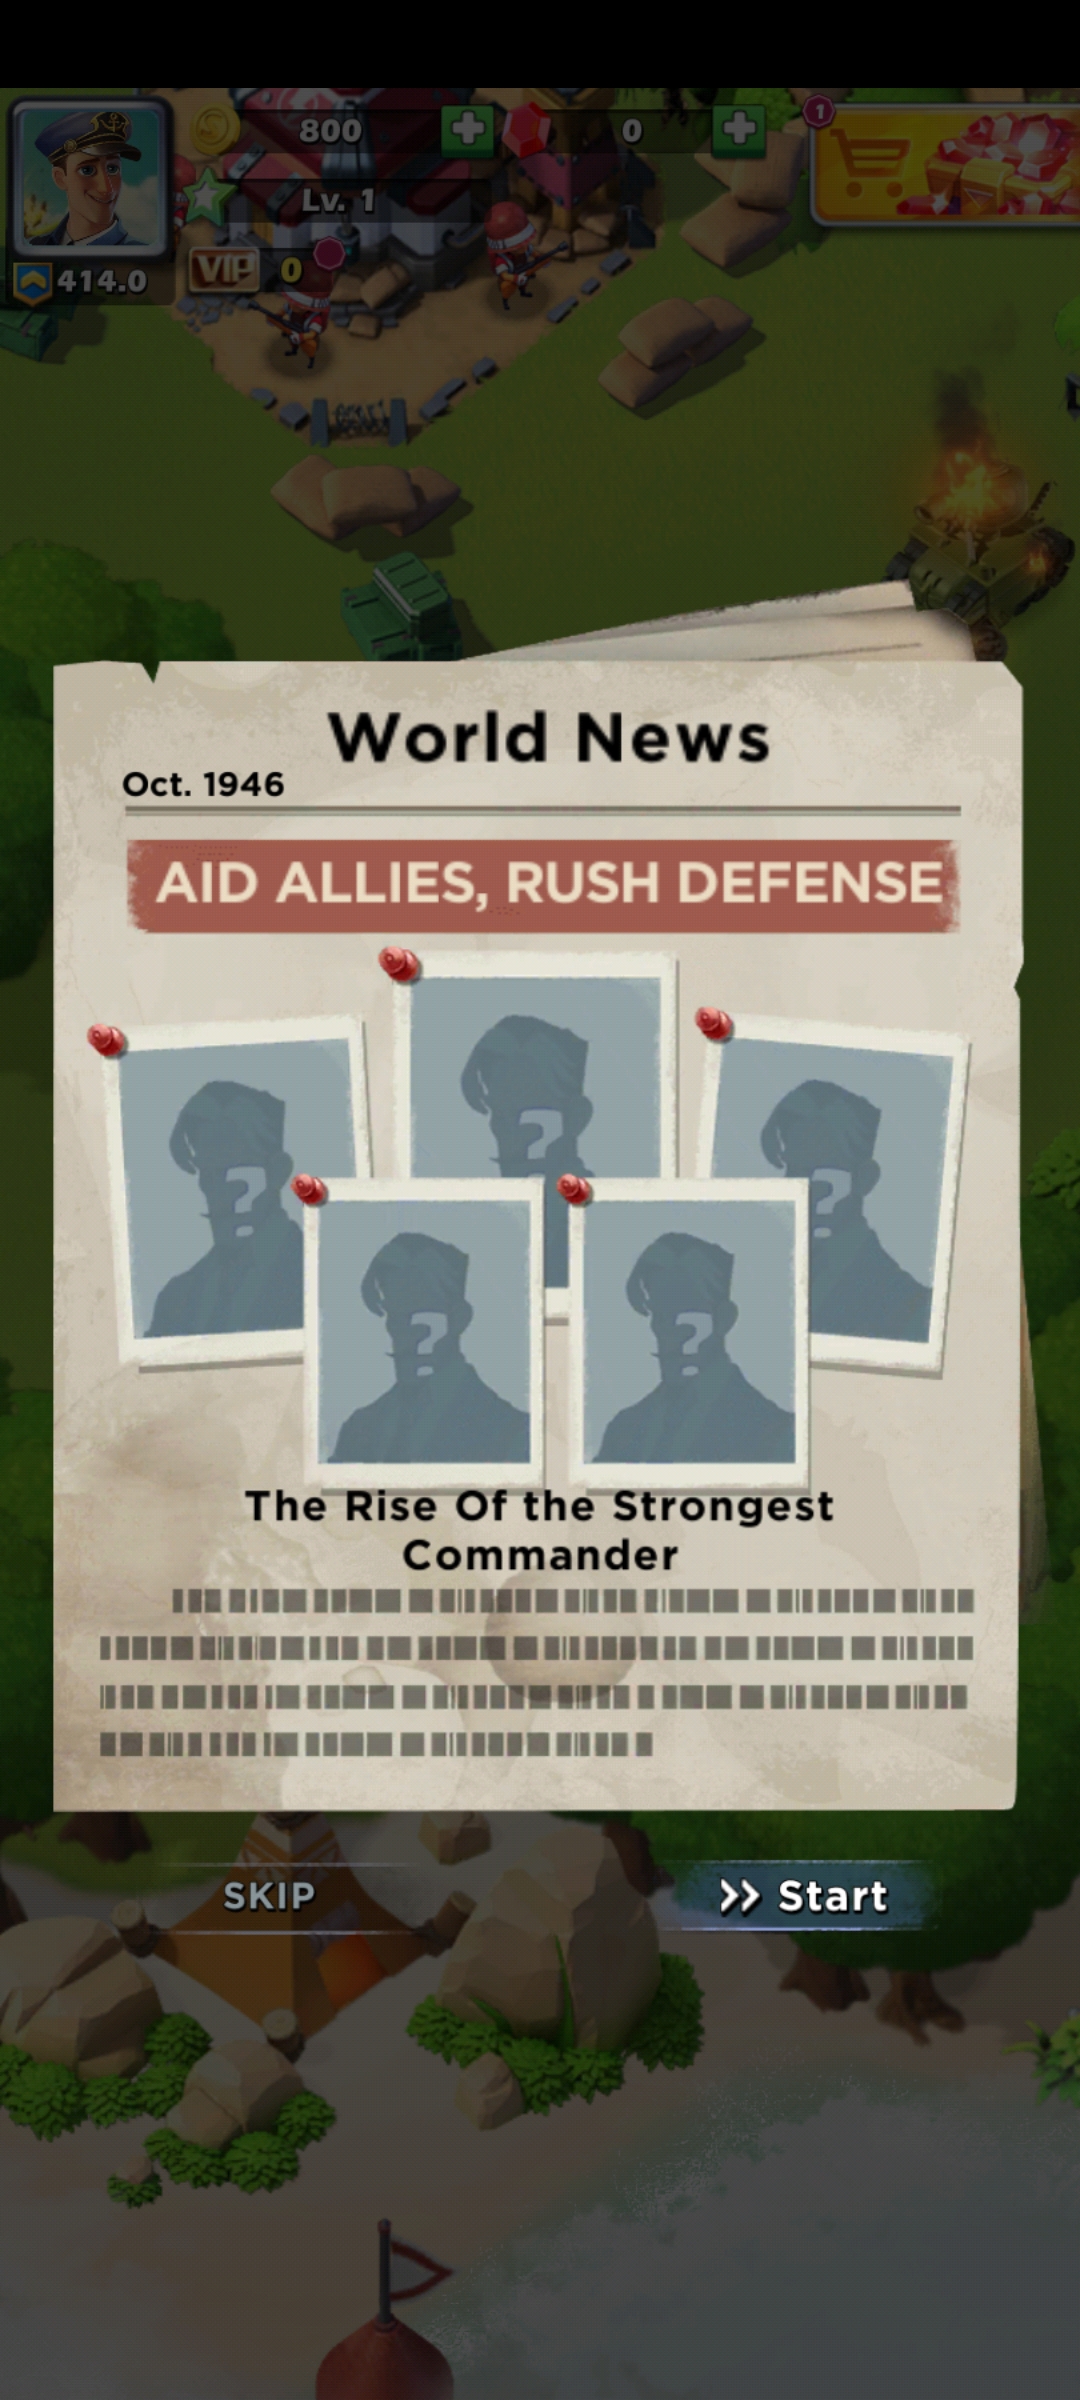 800
0
1
Lv. 1
414.0
VIP 0
World News
Oct. 1946
AID ALLIES, RUSH DEFENSE
?
?
?
?
?
The Rise Of the Strongest
Commander
SKIP
Start